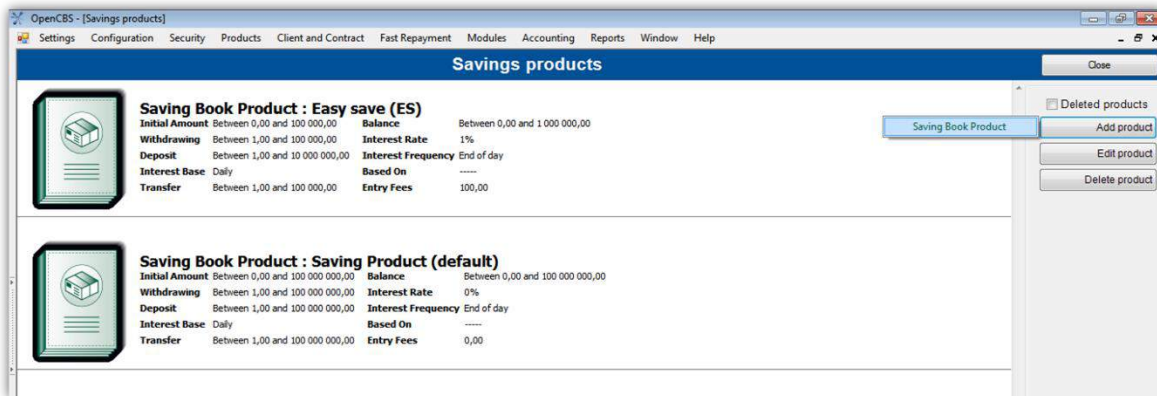 OpenCBS - [Savings products]
Settings Configuration Security Products Client and Contract Fast Repayment Modules Accounting Reports Window Help
Savings products
Close
Saving Book Product : Easy save (ES)
Initial Amount Between 0,00 and 100 000,00 Balance Between 0,00 and 1 000 000,00
Withdrawing Between 1,00 and 100 000,00 Interest Rate 1%
Deposit Between 1,00 and 10 000 000,00 Interest Frequency End of day
Interest Base Daily Based On -----
Transfer Between 1,00 and 100 000,00 Entry Fees 100,00
Deleted products
Saving Book Product Add product
Edit product
Delete product
Saving Book Product : Saving Product (default)
Initial Amount Between 0,00 and 100 000 000,00 Balance Between 0,00 and 100 000 000,00
Withdrawing Between 1,00 and 100 000 000,00 Interest Rate 0%
Deposit Between 1,00 and 100 000 000,00 Interest Frequency End of day
Interest Base Daily Based On -----
Transfer Between 1,00 and 100 000 000,00 Entry Fees 0,00